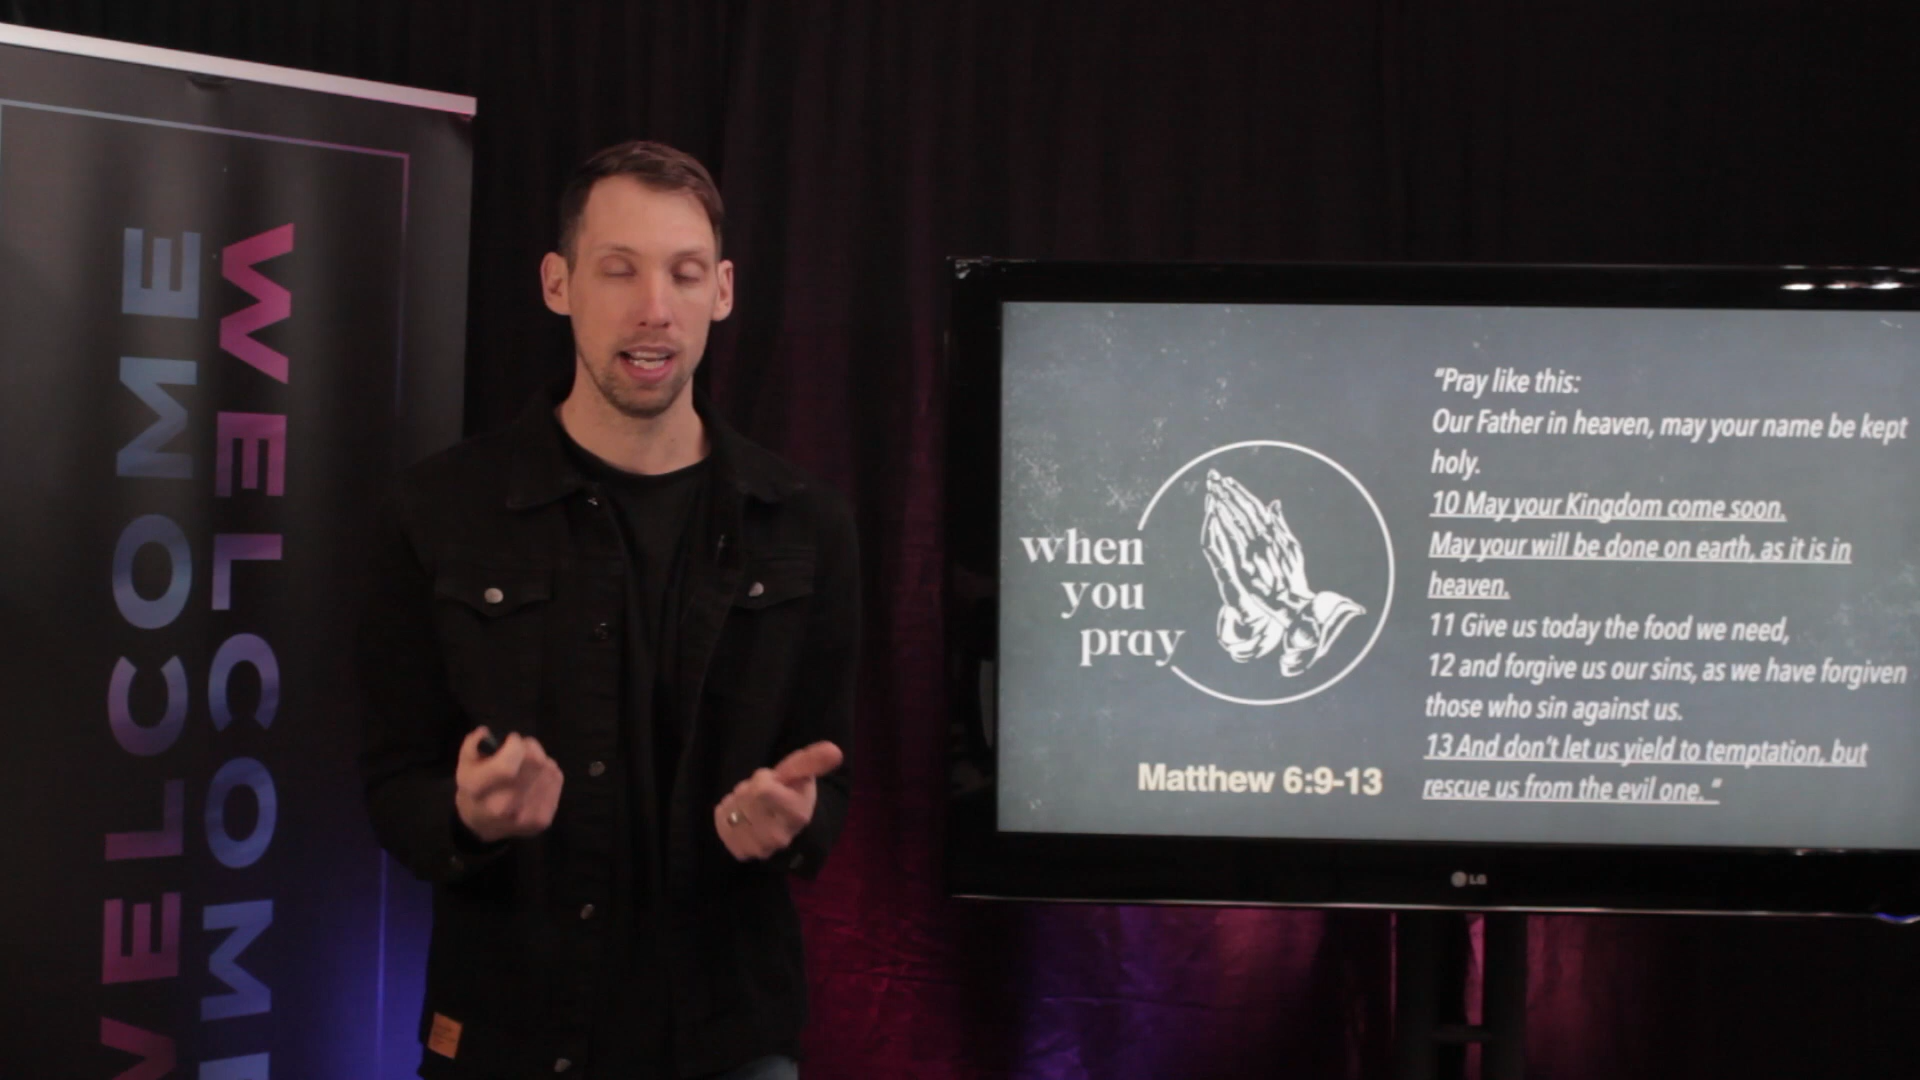 WELCOME
WELCOM
when
you
pray
Matthew 6:9-13
"Pray like this:
Our Father in heaven, may your name be kept
holy.
10 May your Kingdom come soon.
May your will be done on earth, as it is in
heaven.
11 Give us today the food we need,
12 and forgive us our sins, as we have forgiven
those who sin against us.
13 And don't let us yield to temptation, but
rescue us from the evil one. "
LG